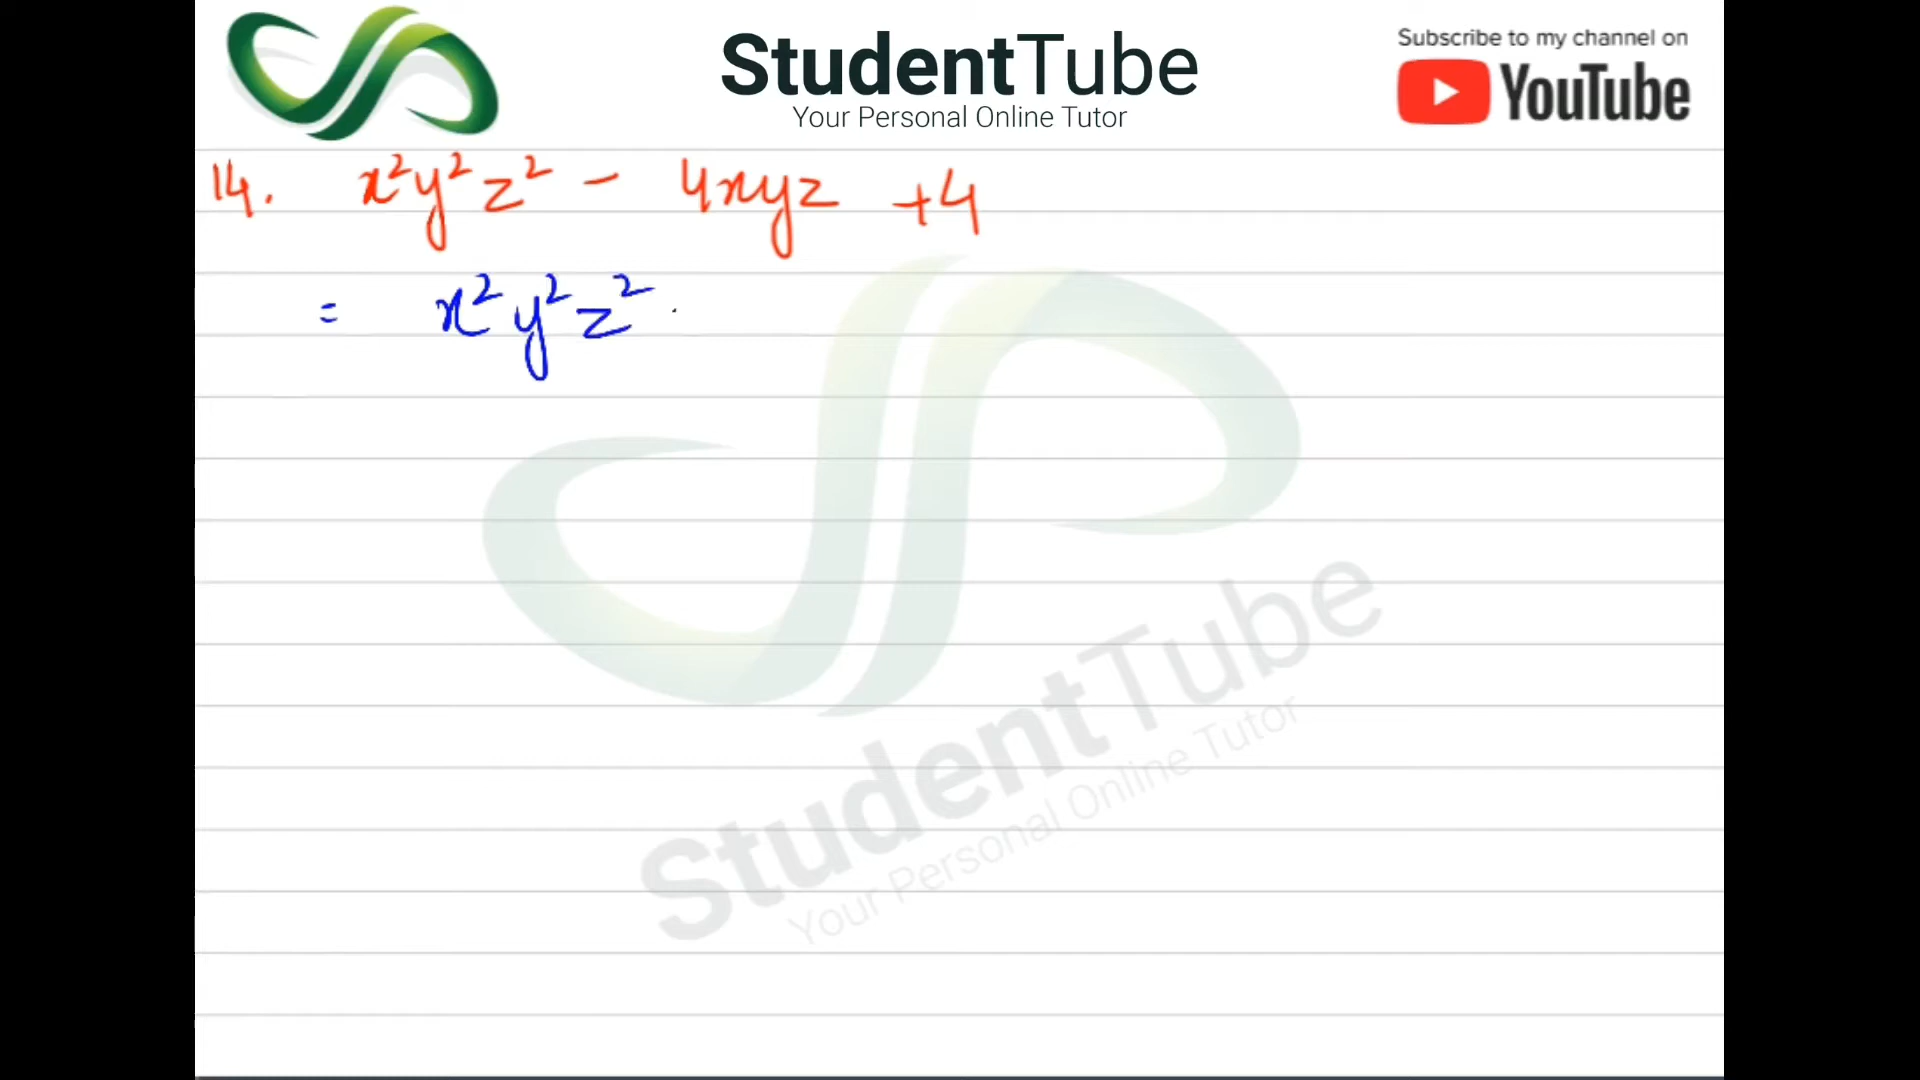 StudentTube
Your Personal Online Tutor
Subscribe to my channel on
YouTube
14. x²y²z² - 4xyz +4
= x²y²z²
StudentTube
Your Personal Online Tutor